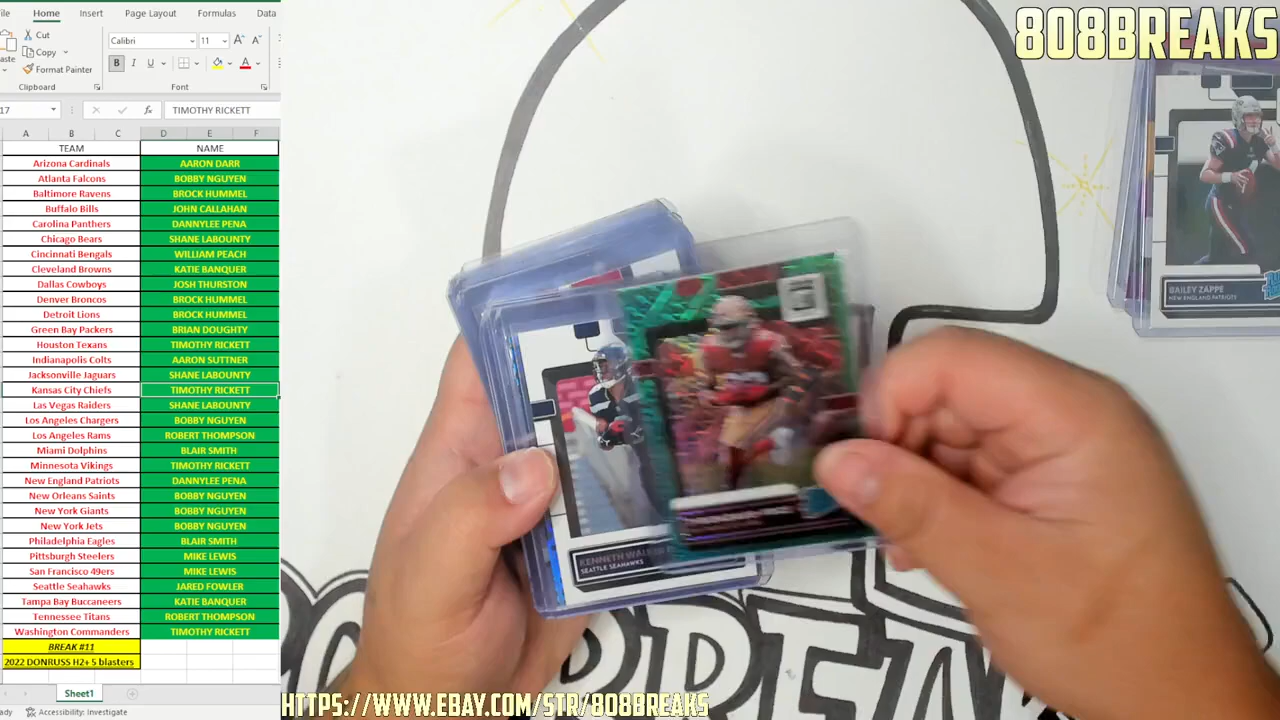 File
Home
Insert
Page Layout
Formulas
Data
Paste
Cut
Copy
Format Painter
Calibri
11
B I U
Clipboard
Font
17
fx
TIMOTHY RICKETT
A B C D E F
TEAM NAME
Arizona Cardinals AARON DARR
Atlanta Falcons BOBBY NGUYEN
Baltimore Ravens BROCK HUMMEL
Buffalo Bills JOHN CALLAHAN
Carolina Panthers DANNYLEE PENA
Chicago Bears SHANE LABOUNTY
Cincinnati Bengals WILLIAM PEACH
Cleveland Browns KATIE BANQUER
Dallas Cowboys JOSH THURSTON
Denver Broncos BROCK HUMMEL
Detroit Lions BROCK HUMMEL
Green Bay Packers BRIAN DOUGHTY
Houston Texans TIMOTHY RICKETT
Indianapolis Colts AARON SUTTNER
Jacksonville Jaguars SHANE LABOUNTY
Kansas City Chiefs TIMOTHY RICKETT
Las Vegas Raiders SHANE LABOUNTY
Los Angeles Chargers BOBBY NGUYEN
Los Angeles Rams ROBERT THOMPSON
Miami Dolphins BLAIR SMITH
Minnesota Vikings TIMOTHY RICKETT
New England Patriots DANNYLEE PENA
New Orleans Saints BOBBY NGUYEN
New York Giants BOBBY NGUYEN
New York Jets BOBBY NGUYEN
Philadelphia Eagles BLAIR SMITH
Pittsburgh Steelers MIKE LEWIS
San Francisco 49ers MIKE LEWIS
Seattle Seahawks JARED FOWLER
Tampa Bay Buccaneers KATIE BANQUER
Tennessee Titans ROBERT THOMPSON
Washington Commanders TIMOTHY RICKETT
BREAK #11
2022 DONRUSS H2+ 5 blasters
Sheet1
Accessibility: Investigate
808BREAKS
BAILEY ZAPPE
NEW ENGLAND PATRIOTS
KENNETH
SEATTLE SEAHAWKS
HTTPS://WWW.EBAY.COM/STR/808BREAKS